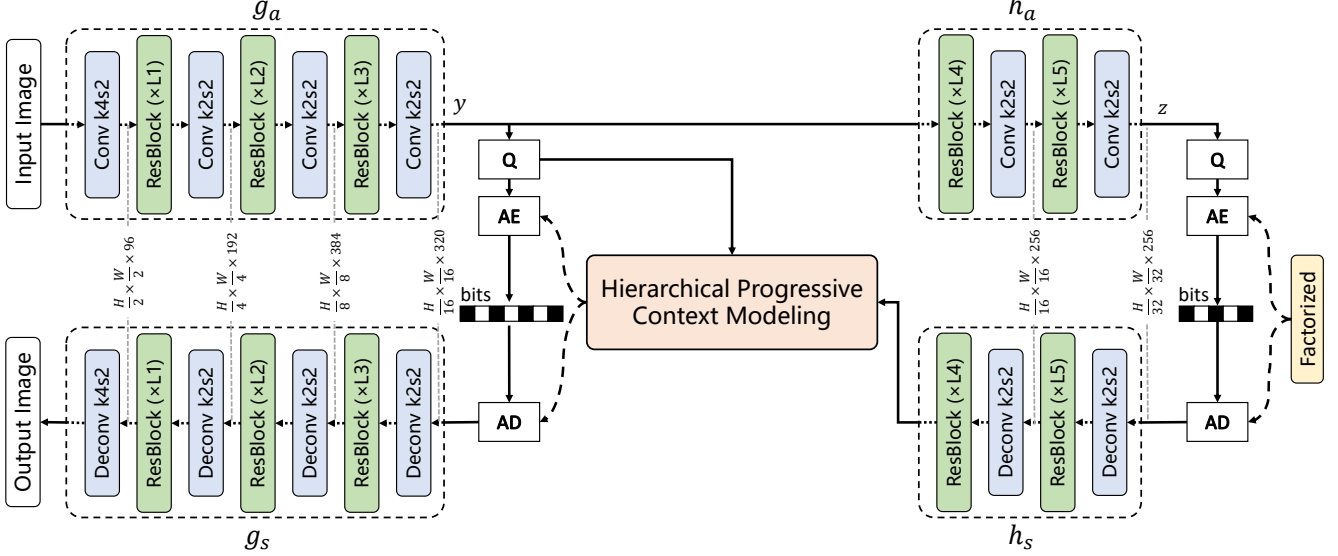 g_a
h_a
Input Image
Conv k4s2
ResBlock (×L1)
Conv k2s2
ResBlock (×L2)
Conv k2s2
ResBlock (×L3)
Conv k2s2
y
ResBlock (×L4)
Conv k2s2
ResBlock (×L5)
Conv k2s2
z
Q
AE
Q
AE
H/2 × W/2 × 96
H/4 × W/4 × 192
H/8 × W/8 × 384
H/16 × W/16 × 320
bits
Hierarchical Progressive
Context Modeling
H/16 × W/16 × 256
H/32 × W/32 × 256
bits
Factorized
Output Image
Deconv k4s2
ResBlock (×L1)
Deconv k2s2
ResBlock (×L2)
Deconv k2s2
ResBlock (×L3)
Deconv k2s2
AD
ResBlock (×L4)
Deconv k2s2
ResBlock (×L5)
Deconv k2s2
AD
g_s
h_s